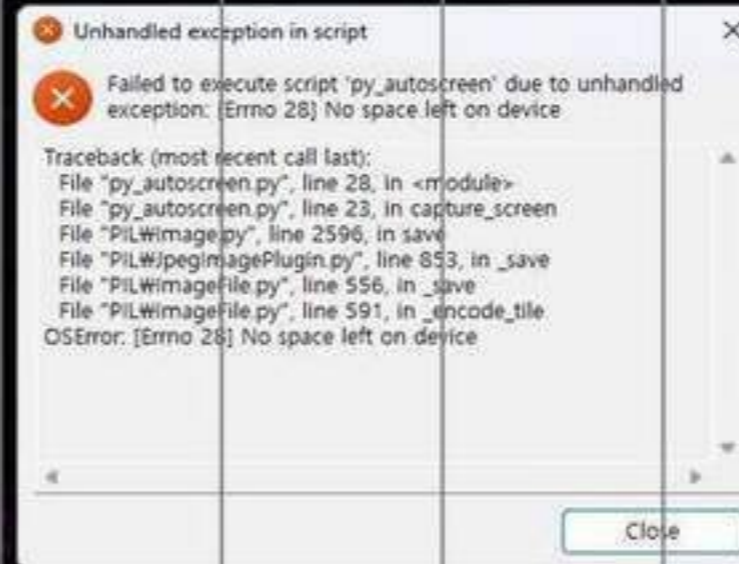 Unhandled exception in script
Failed to execute script 'py_autoscreen' due to unhandled
exception: [Errno 28] No space left on device
Traceback (most recent call last):
File "py_autoscreen.py", line 28, in <module>
File "py_autoscreen.py", line 23, in capture_screen
File "PIL₩Image.py", line 2596, in save
File "PIL₩JpegImagePlugin.py", line 853, in _save
File "PIL₩ImageFile.py", line 556, in _save
File "PIL₩ImageFile.py", line 591, in _encode_tile
OSError: [Errno 28] No space left on device
Close